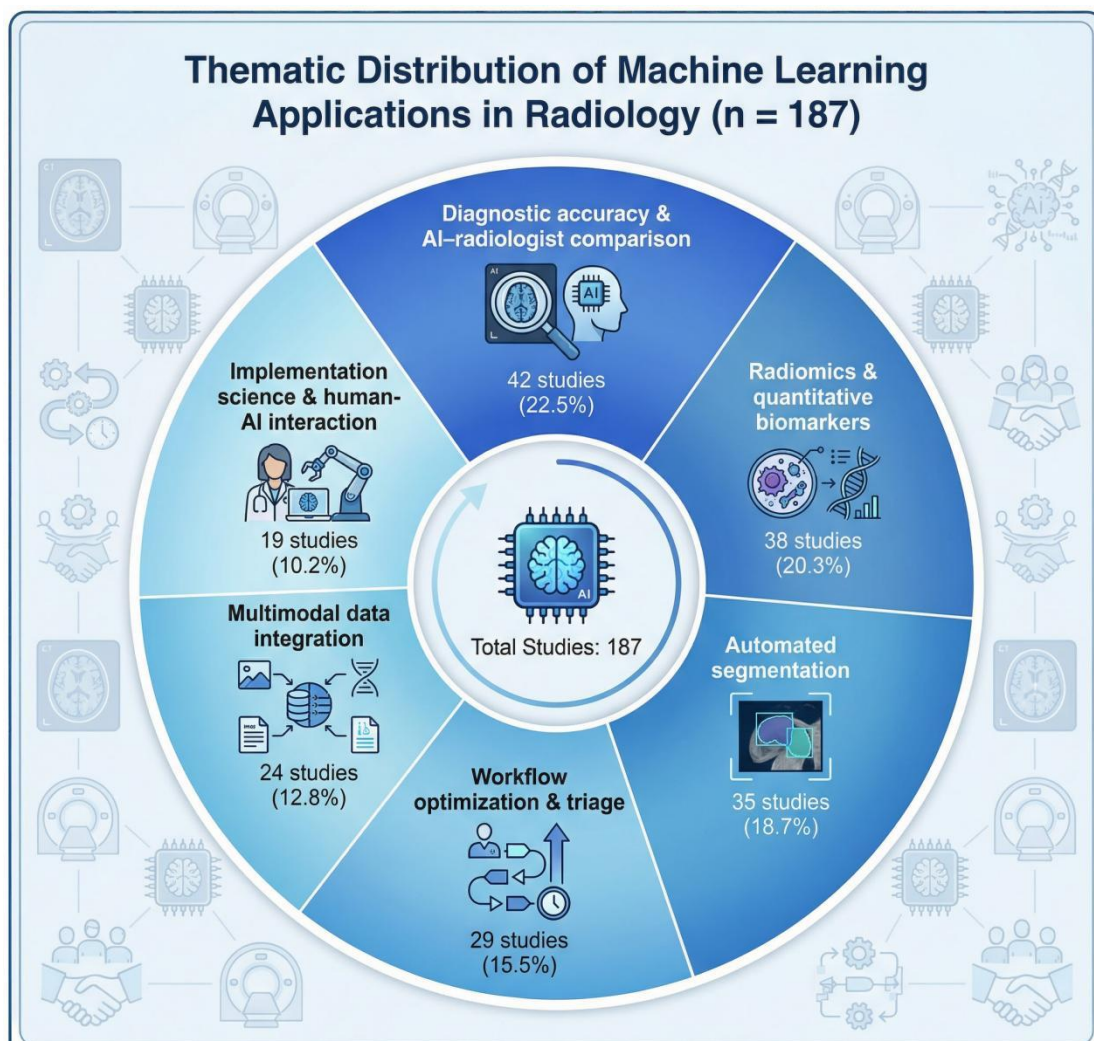 Thematic Distribution of Machine Learning
Applications in Radiology (n = 187)
Diagnostic accuracy &
AI–radiologist comparison
AI
AI
42 studies
(22.5%)
Radiomics &
quantitative
biomarkers
38 studies
(20.3%)
Automated
segmentation
35 studies
(18.7%)
Workflow
optimization & triage
29 studies
(15.5%)
Multimodal data
integration
24 studies
(12.8%)
Implementation
science & human-
AI interaction
19 studies
(10.2%)
AI
Total Studies: 187
CT
Ai
CT
CT